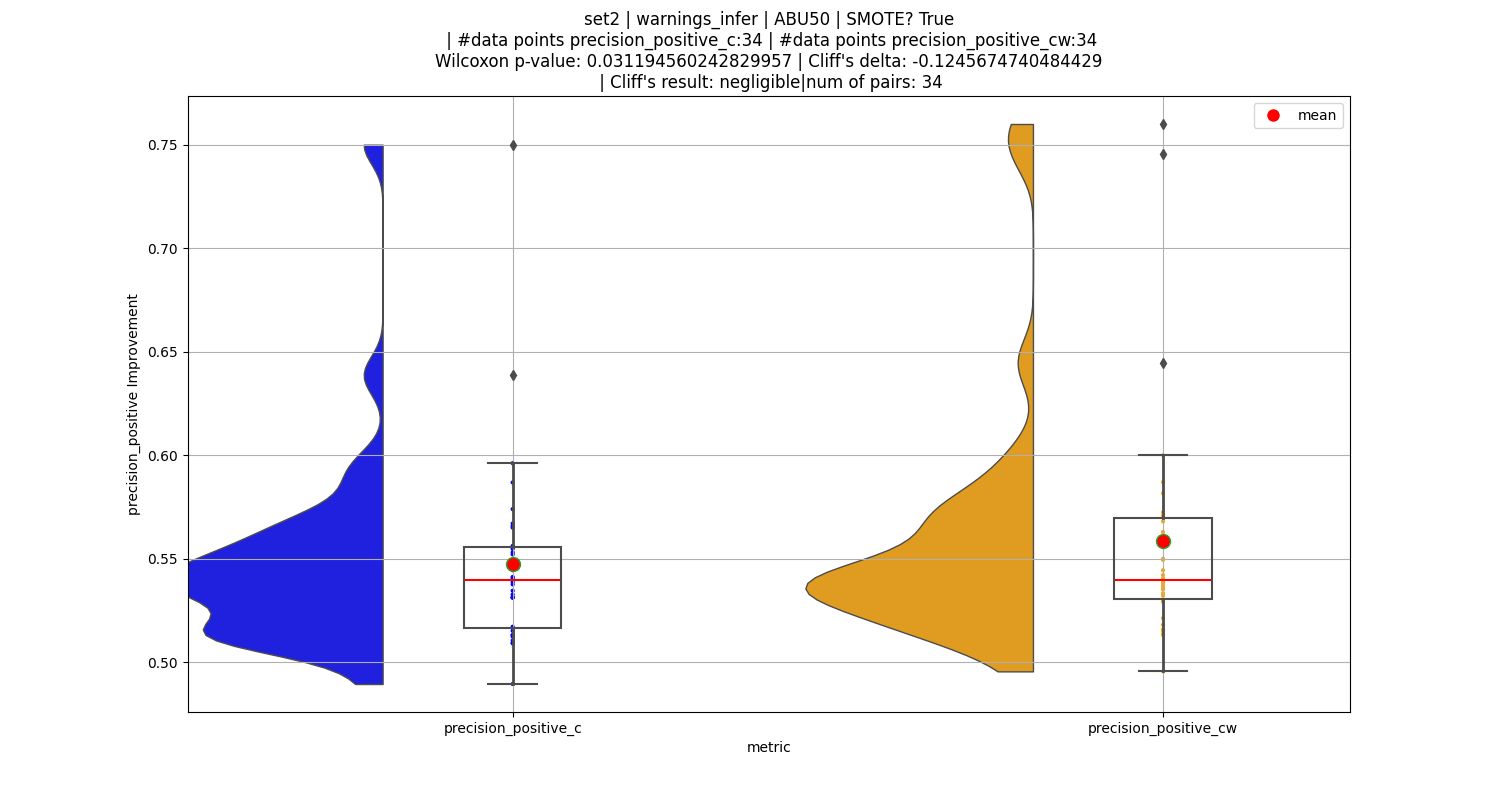 set2 | warnings_infer | ABU50 | SMOTE? True
| #data points precision_positive_c:34 | #data points precision_positive_cw:34
Wilcoxon p-value: 0.031194560242829957 | Cliff's delta: -0.1245674740484429
| Cliff's result: negligible|num of pairs: 34
mean
0.75
0.70
0.65
0.60
0.55
0.50
precision_positive Improvement
precision_positive_c
precision_positive_cw
metric